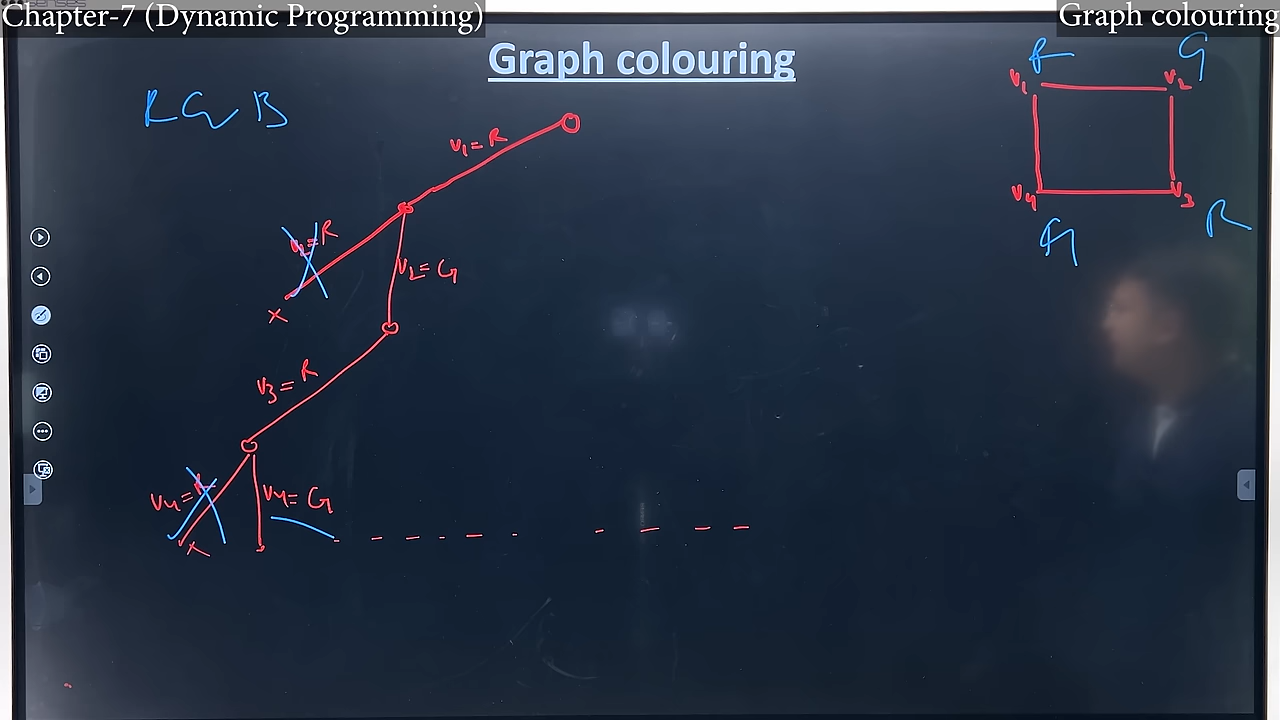 Chapter-7 (Dynamic Programming)
Graph colouring
Graph colouring
R G B
R
G
V1
V2
V4
V3
G
R
V1 = R
V2 = R
V2 = G
X
V3 = R
V4 = R
V4 = G
X